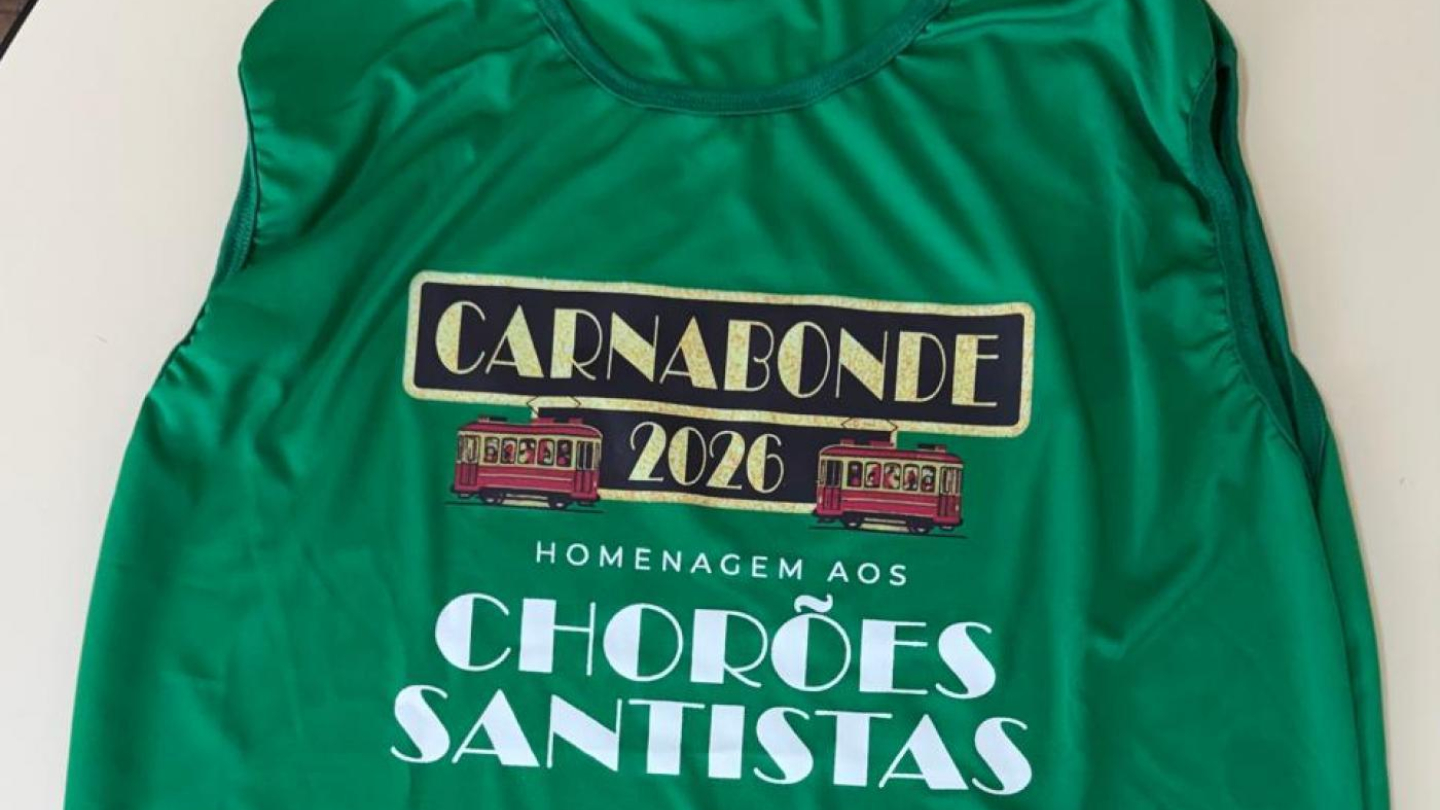 CARNABONDE
2026
HOMENAGEM AOS
CHORÕES
SANTISTAS